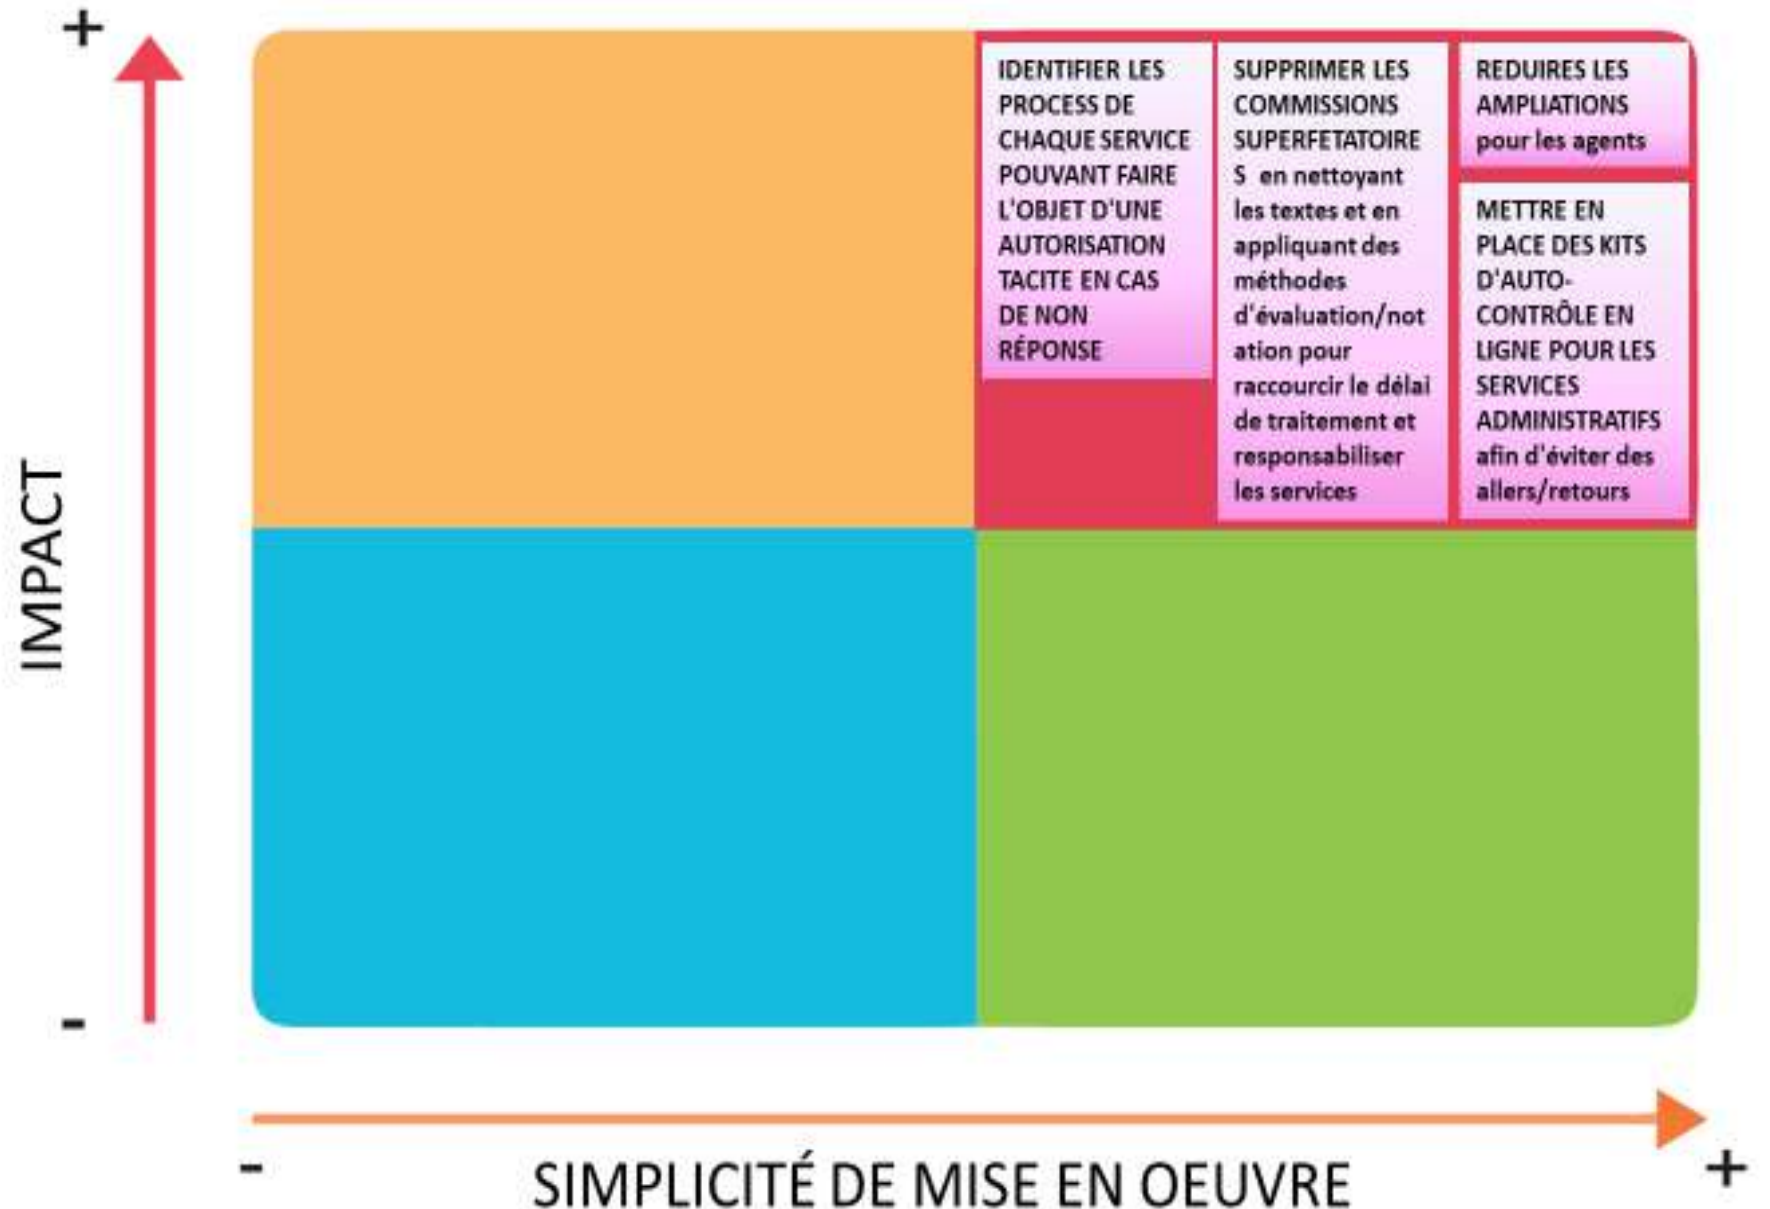 +
IDENTIFIER LES
PROCESS DE
CHAQUE SERVICE
POUVANT FAIRE
L'OBJET D'UNE
AUTORISATION
TACITE EN CAS
DE NON
RÉPONSE
SUPPRIMER LES
COMMISSIONS
SUPERFETATOIRE
S en nettoyant
les textes et en
appliquant des
méthodes
d'évaluation/not
ation pour
raccourcir le délai
de traitement et
responsabiliser
les services
REDUIRES LES
AMPLIATIONS
pour les agents
METTRE EN
PLACE DES KITS
D'AUTO-
CONTRÔLE EN
LIGNE POUR LES
SERVICES
ADMINISTRATIFS
afin d'éviter des
allers/retours
IMPACT
-
-
SIMPLICITÉ DE MISE EN OEUVRE
+